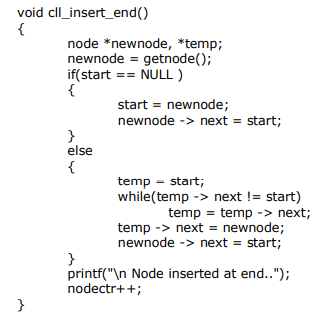 void cll_insert_end()
{
node *newnode, *temp;
newnode = getnode();
if(start == NULL )
{
start = newnode;
newnode -> next = start;
}
else
{
temp = start;
while(temp -> next != start)
temp = temp -> next;
temp -> next = newnode;
newnode -> next = start;
}
printf("\n Node inserted at end..");
nodectr++;
}